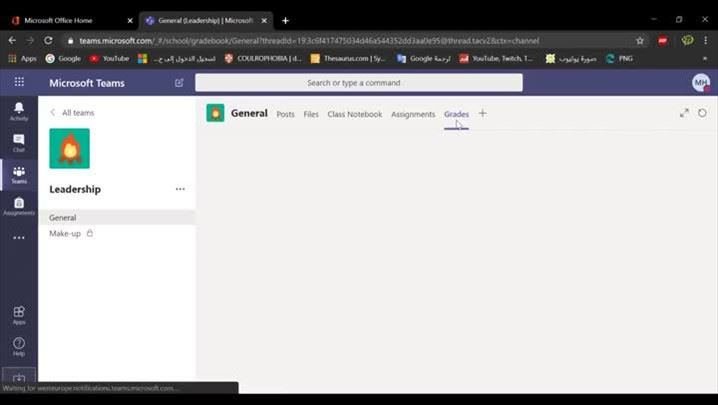 Microsoft Office Home
General (Leadership) | Microsoft
teams.microsoft.com/_#/school/gradebook/General?threadId=19:3c6f417475034d46a544352dd3aa0e95@thread.tacv2&ctx=channel
Apps
Google
YouTube
تسجيل الدخول إلى ح...
COULROPHOBIA | d...
Thesaurus.com | Sy...
ترجمة Google
YouTube, Twitch, T...
صورة يوتيوب
PNG
Microsoft Teams
Search or type a command
MH
Activity
Chat
Teams
Assignments
Apps
Help
All teams
Leadership
General
Make-up
General
Posts
Files
Class Notebook
Assignments
Grades
Waiting for westeurope.notifications.teams.microsoft.com...